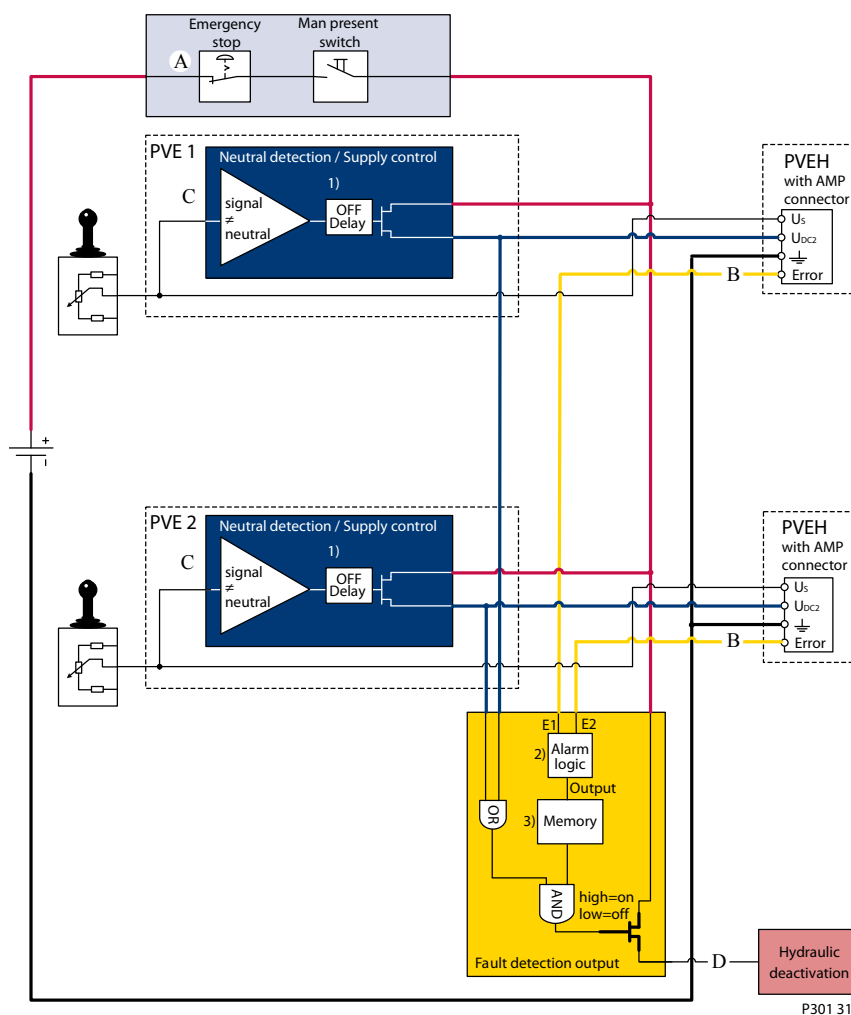 Emergency
stop
Man present
switch
A
PVE 1
Neutral detection / Supply control
1)
C
signal
≠
neutral
OFF
Delay
PVEH
with AMP
connector
US
UDC2
Error
B
+
-
PVE 2
Neutral detection / Supply control
1)
C
signal
≠
neutral
OFF
Delay
PVEH
with AMP
connector
US
UDC2
Error
B
E1
E2
2)
Alarm
logic
Output
OR
3)
Memory
AND
high=on
low=off
Fault detection output
D
Hydraulic
deactivation
P301 31